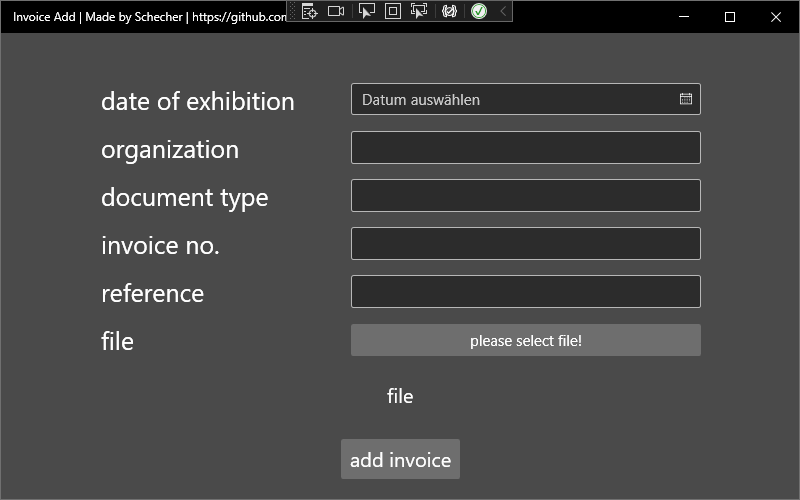 Invoice Add | Made by Schecher | https://github.con
date of exhibition
Datum auswählen
organization
document type
invoice no.
reference
file
please select file!
file
add invoice